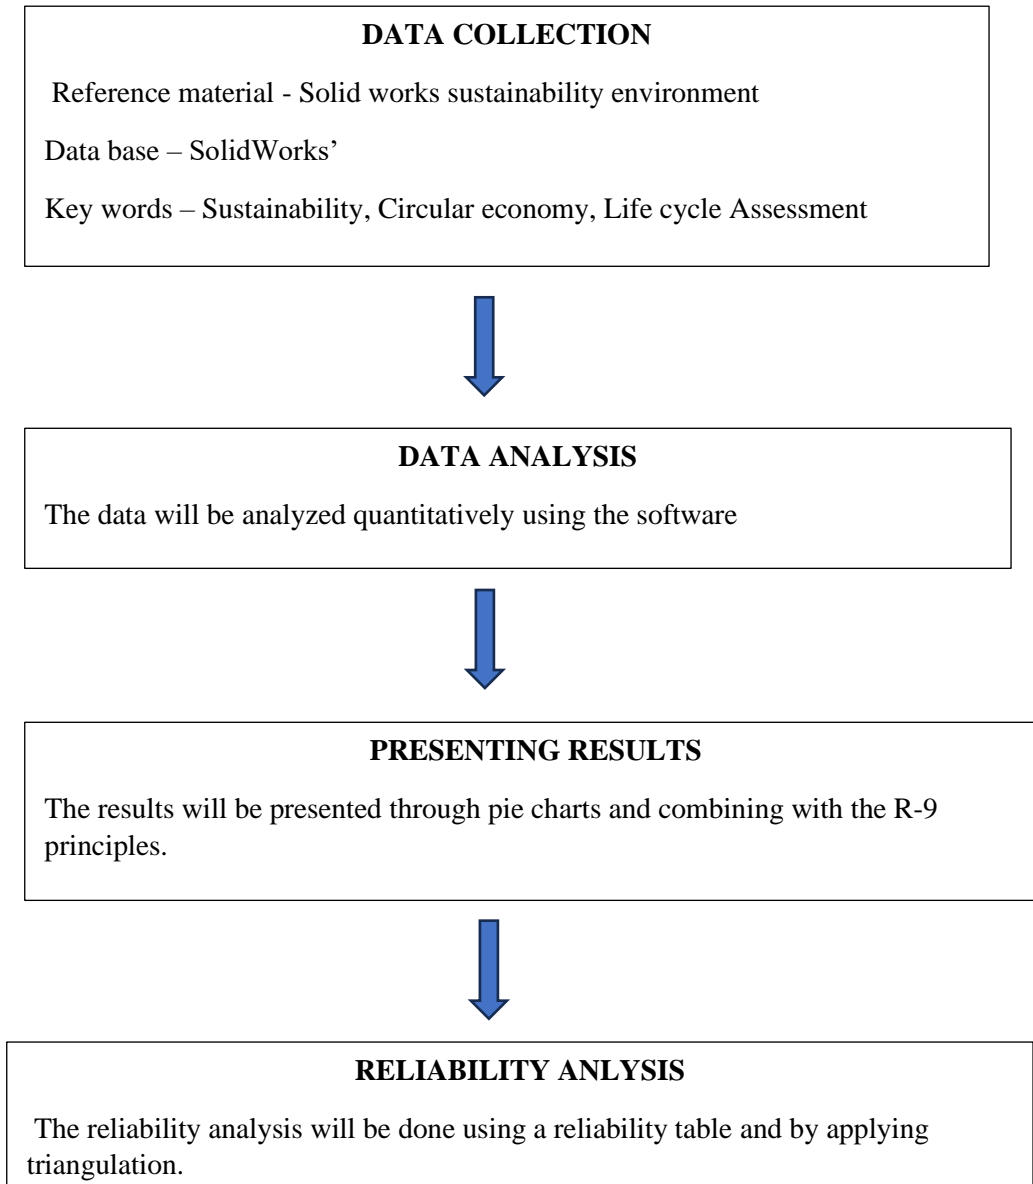 DATA COLLECTION
Reference material - Solid works sustainability environment
Data base – SolidWorks’
Key words – Sustainability, Circular economy, Life cycle Assessment
DATA ANALYSIS
The data will be analyzed quantitatively using the software
PRESENTING RESULTS
The results will be presented through pie charts and combining with the R-9
principles.
RELIABILITY ANLYSIS
The reliability analysis will be done using a reliability table and by applying
triangulation.